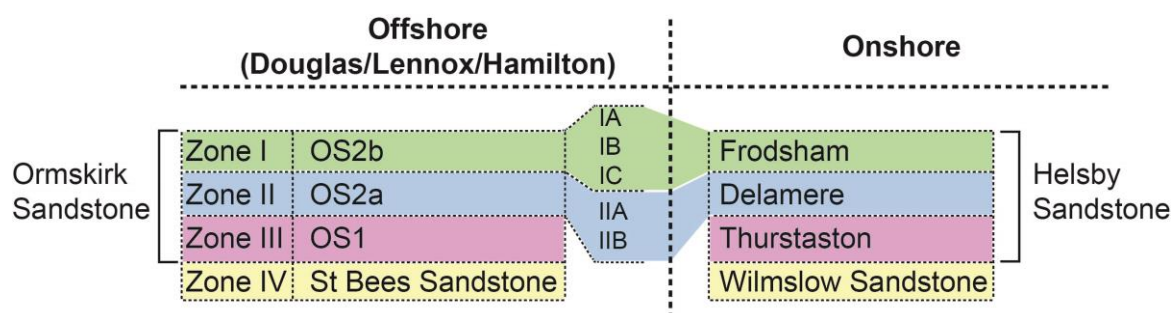 Offshore
(Douglas/Lennox/Hamilton)
Onshore
Ormskirk
Sandstone
Zone I OS2b
Zone II OS2a
Zone III OS1
Zone IV St Bees Sandstone
IA
IB
IC
IIA
IIB
Frodsham
Delamere
Thurstaston
Wilmslow Sandstone
Helsby
Sandstone